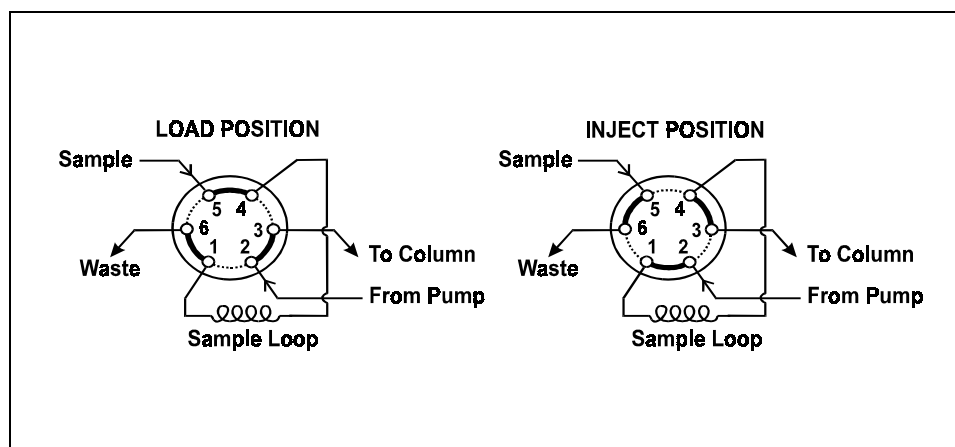 LOAD POSITION
Sample
5 4
6 3
1 2
Waste
To Column
From Pump
Sample Loop
INJECT POSITION
Sample
5 4
6 3
1 2
Waste
To Column
From Pump
Sample Loop